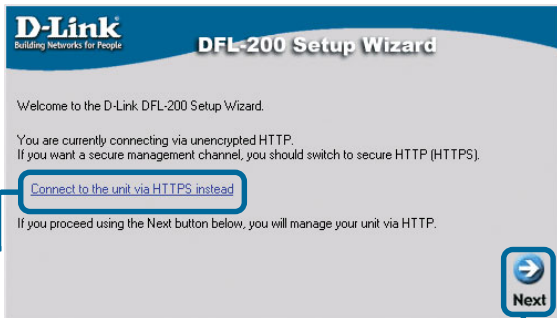 D-Link
Building Networks for People
DFL-200 Setup Wizard
Welcome to the D-Link DFL-200 Setup Wizard.
You are currently connecting via unencrypted HTTP.
If you want a secure management channel, you should switch to secure HTTP (HTTPS).
Connect to the unit via HTTPS instead
If you proceed using the Next button below, you will manage your unit via HTTP.
Next